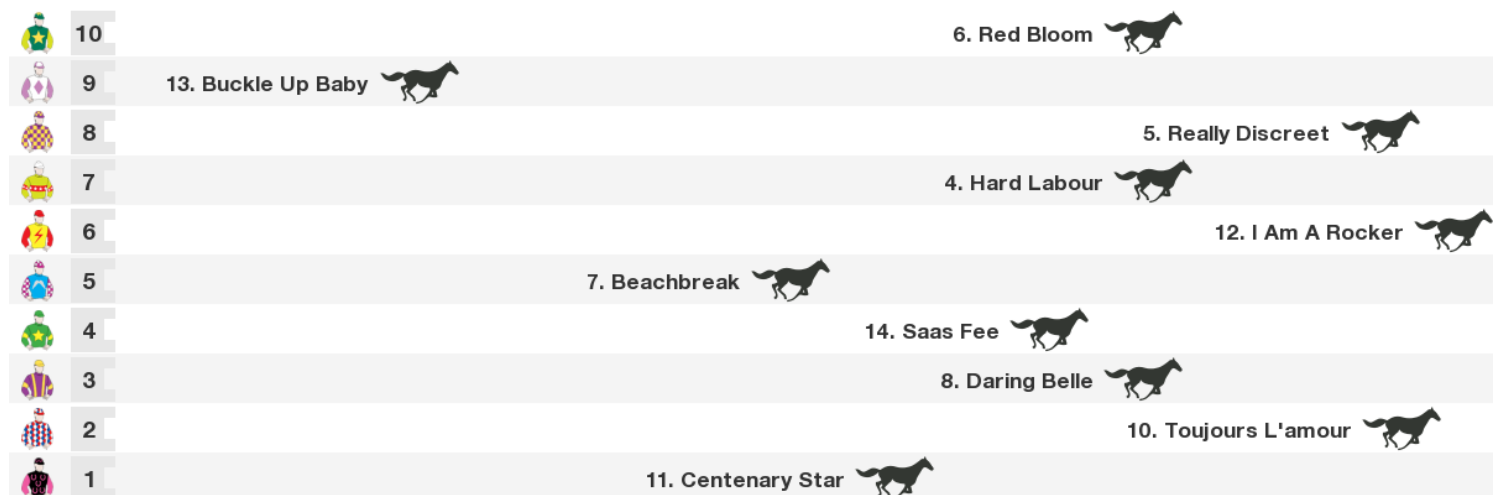 10 6. Red Bloom
9 13. Buckle Up Baby
8 5. Really Discreet
7 4. Hard Labour
6 12. I Am A Rocker
5 7. Beachbreak
4 14. Saas Fee
3 8. Daring Belle
2 10. Toujours L'amour
1 11. Centenary Star